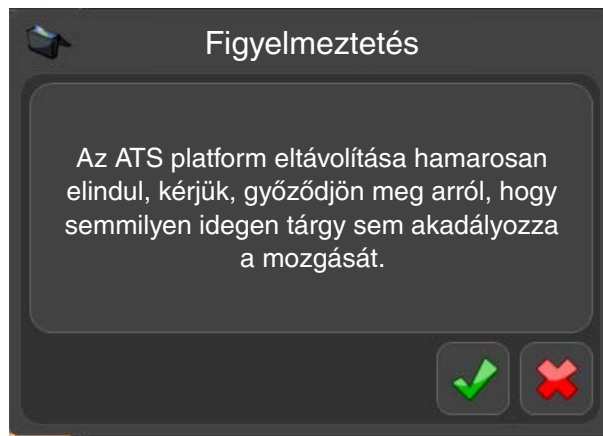 Figyelmeztetés
Az ATS platform eltávolítása hamarosan
elindul, kérjük, győződjön meg arról, hogy
semmilyen idegen tárgy sem akadályozza
a mozgását.